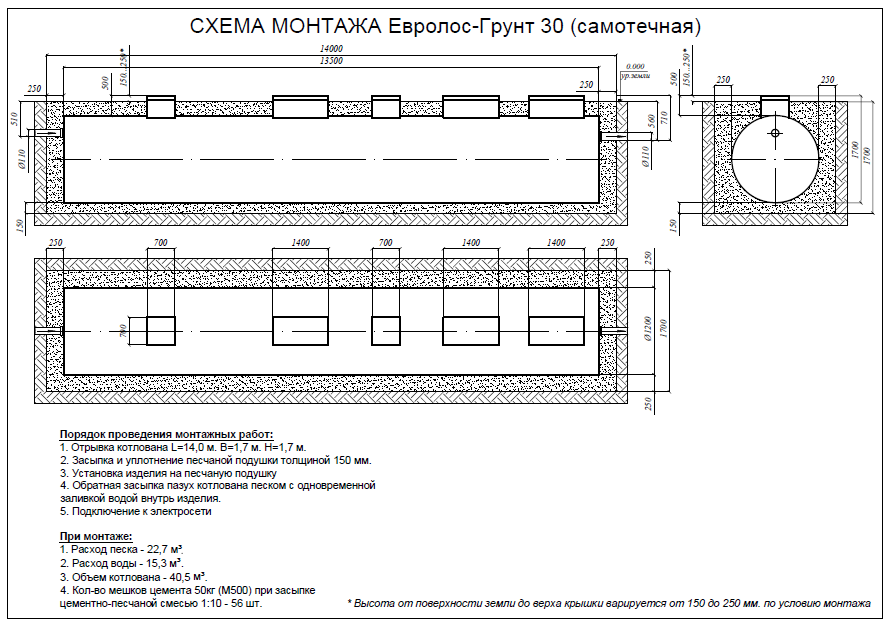 СХЕМА МОНТАЖА Евролос-Грунт 30 (самотечная)
14000
13500
250
500
150...250*
250
0.000
ур.земли
510
Ø110
150
560
710
Ø110
500
150...250*
250
250
1700
1700
150
250
700
1400
700
1400
1400
250
700
250
Ø1200
1700
250
Порядок проведения монтажных работ:
1. Отрывка котлована L=14,0 м. B=1,7 м. H=1,7 м.
2. Засыпка и уплотнение песчаной подушки толщиной 150 мм.
3. Установка изделия на песчаную подушку
4. Обратная засыпка пазух котлована песком с одновременной
заливкой водой внутрь изделия.
5. Подключение к электросети
При монтаже:
1. Расход песка - 22,7 м³.
2. Расход воды - 15,3 м³.
3. Объем котлована - 40,5 м³.
4. Кол-во мешков цемента 50кг (М500) при засыпке
цементно-песчаной смесью 1:10 - 56 шт.
* Высота от поверхности земли до верха крышки варируется от 150 до 250 мм. по условию монтажа